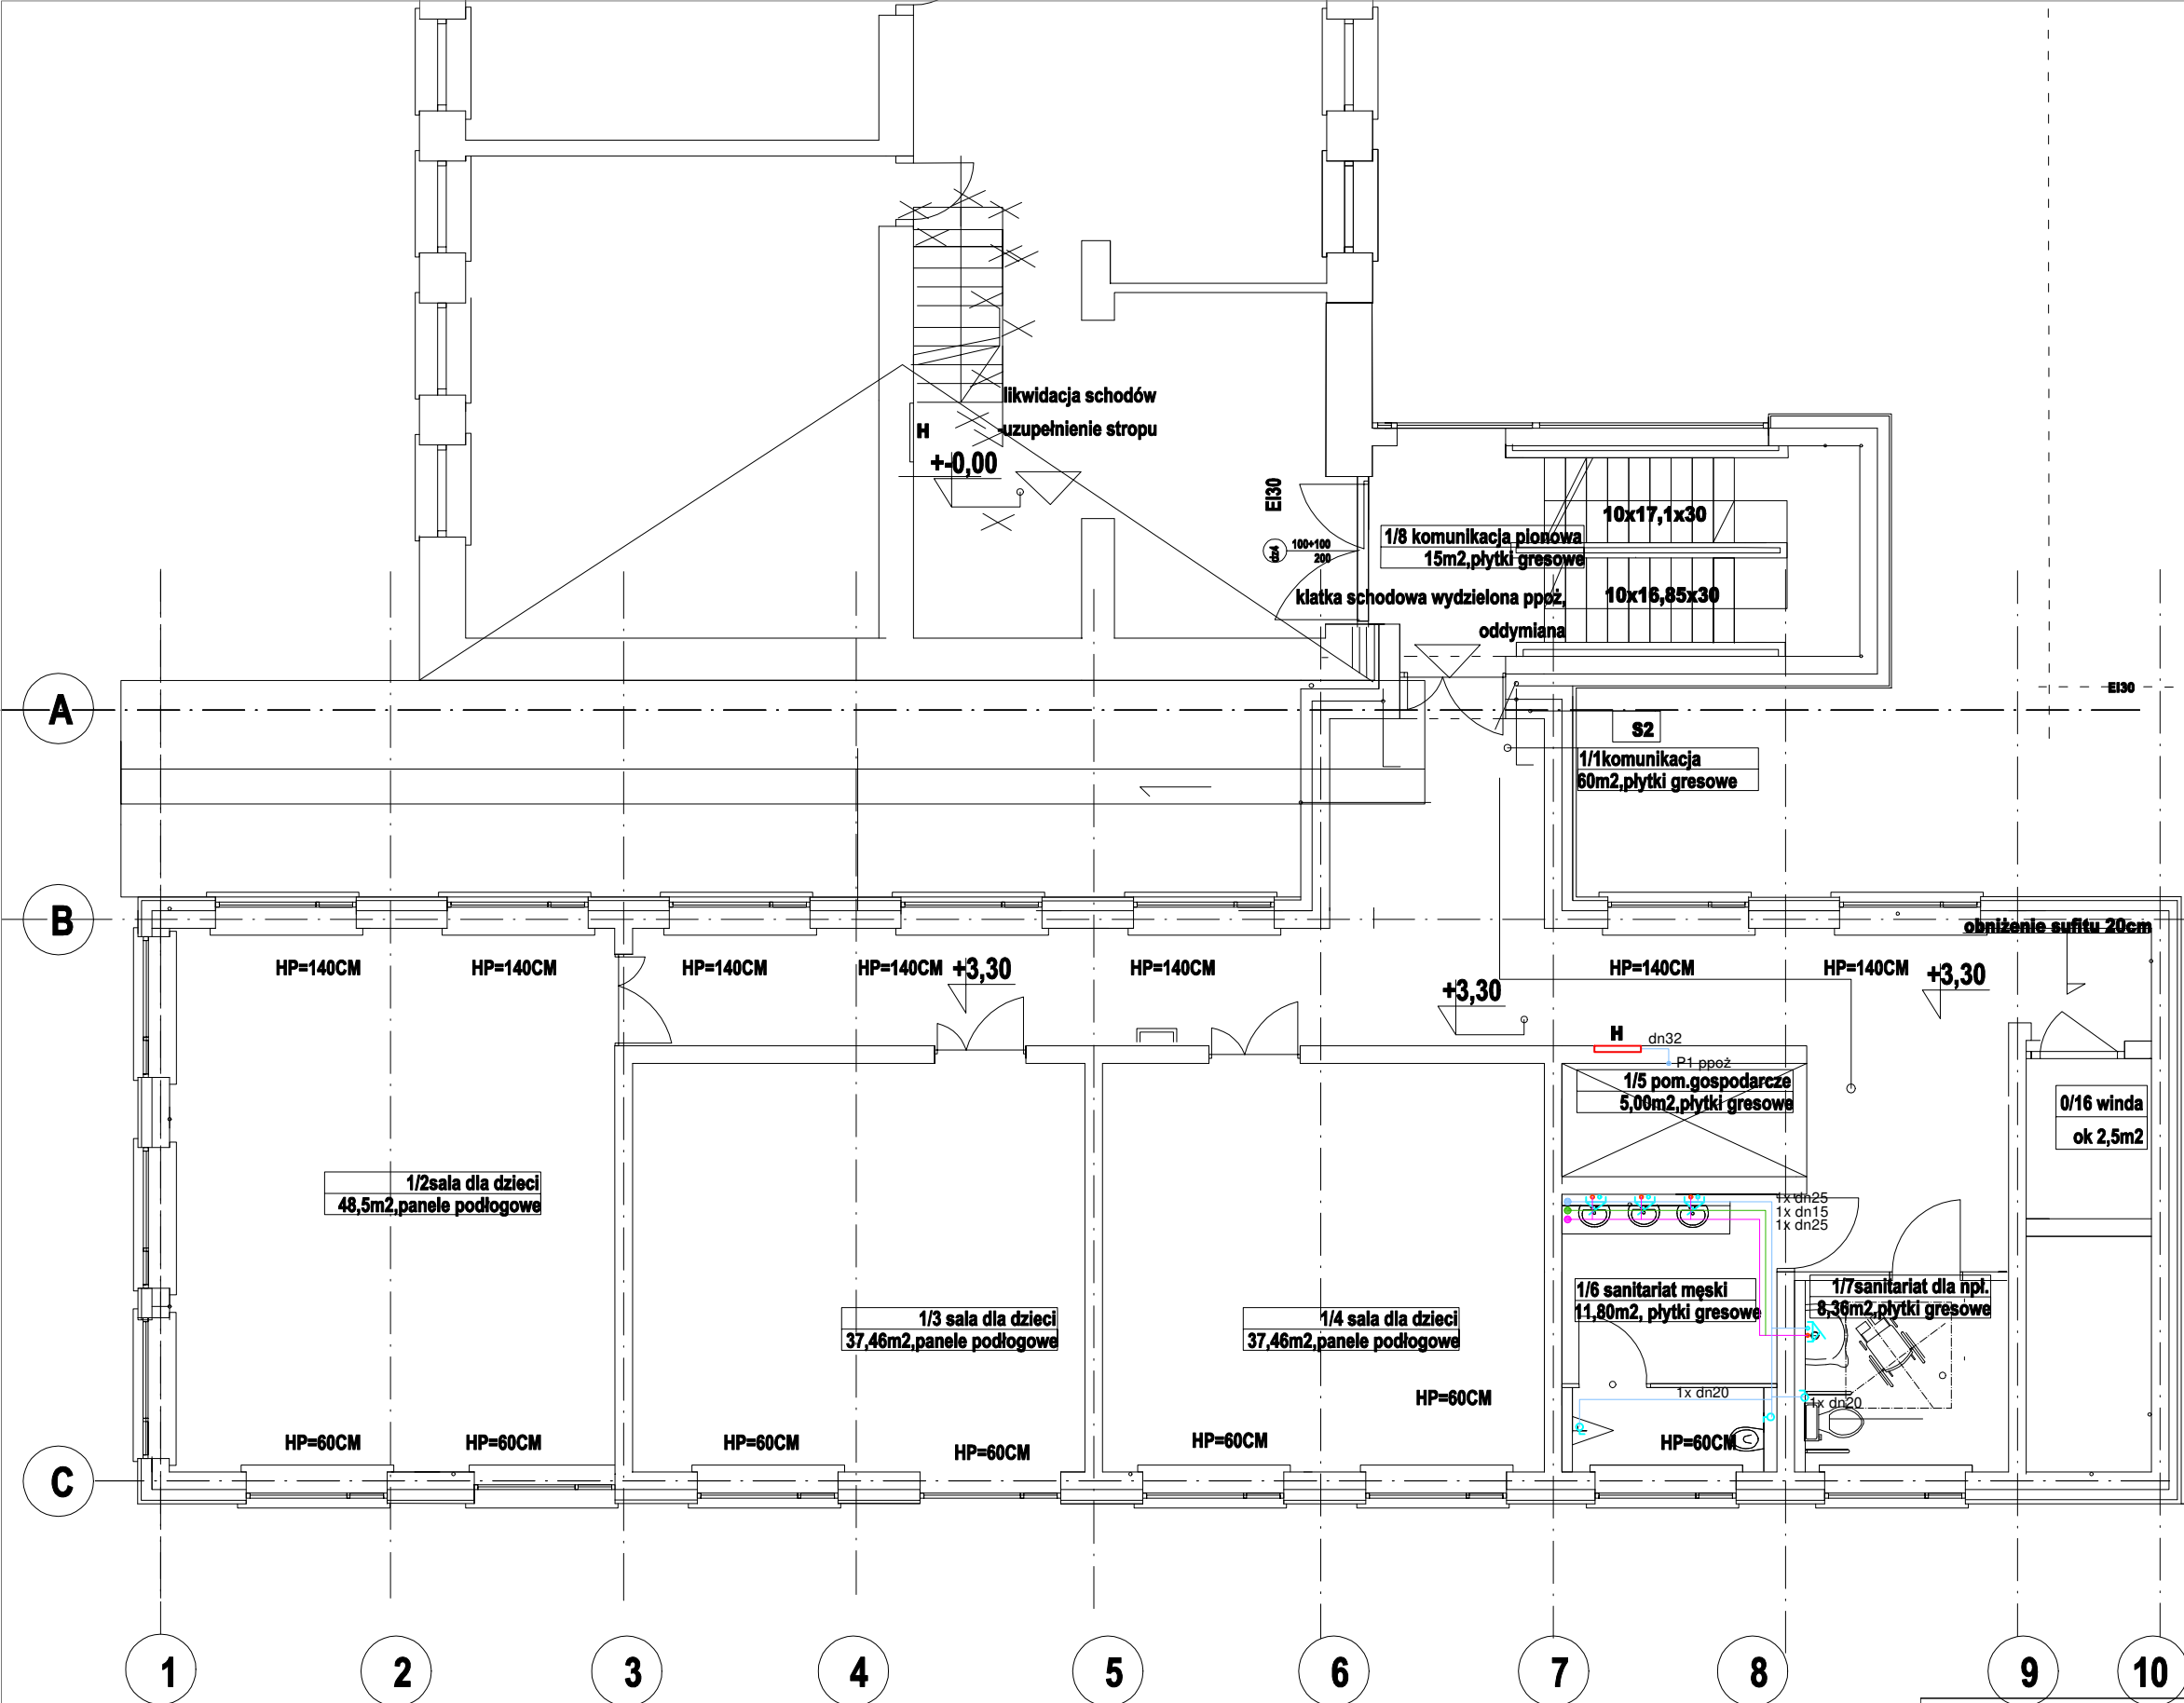 likwidacja schodów
-uzupełnienie stropu
H
+-0,00
EI30
dz4
100+100
200
1/8 komunikacja pionowa
15m2,płytki gresowe
10x17,1x30
10x16,85x30
klatka schodowa wydzielona ppoż,
oddymiana
EI30
A
S2
1/1komunikacja
60m2,płytki gresowe
B
obniżenie sufitu 20cm
HP=140CM
HP=140CM
HP=140CM
HP=140CM
+3,30
HP=140CM
+3,30
HP=140CM
HP=140CM
+3,30
H
dn32
P1 ppoż
1/5 pom.gospodarcze
5,00m2,płytki gresowe
0/16 winda
ok 2,5m2
1/2sala dla dzieci
48,5m2,panele podłogowe
1x dn25
1x dn15
1x dn25
1/6 sanitariat męski
11,80m2, płytki gresowe
1/7sanitariat dla npł.
8,36m2,płytki gresowe
1/3 sala dla dzieci
37,46m2,panele podłogowe
1/4 sala dla dzieci
37,46m2,panele podłogowe
HP=60CM
1x dn20
1x dn20
HP=60CM
HP=60CM
HP=60CM
HP=60CM
HP=60CM
HP=60CM
C
1
2
3
4
5
6
7
8
9
10